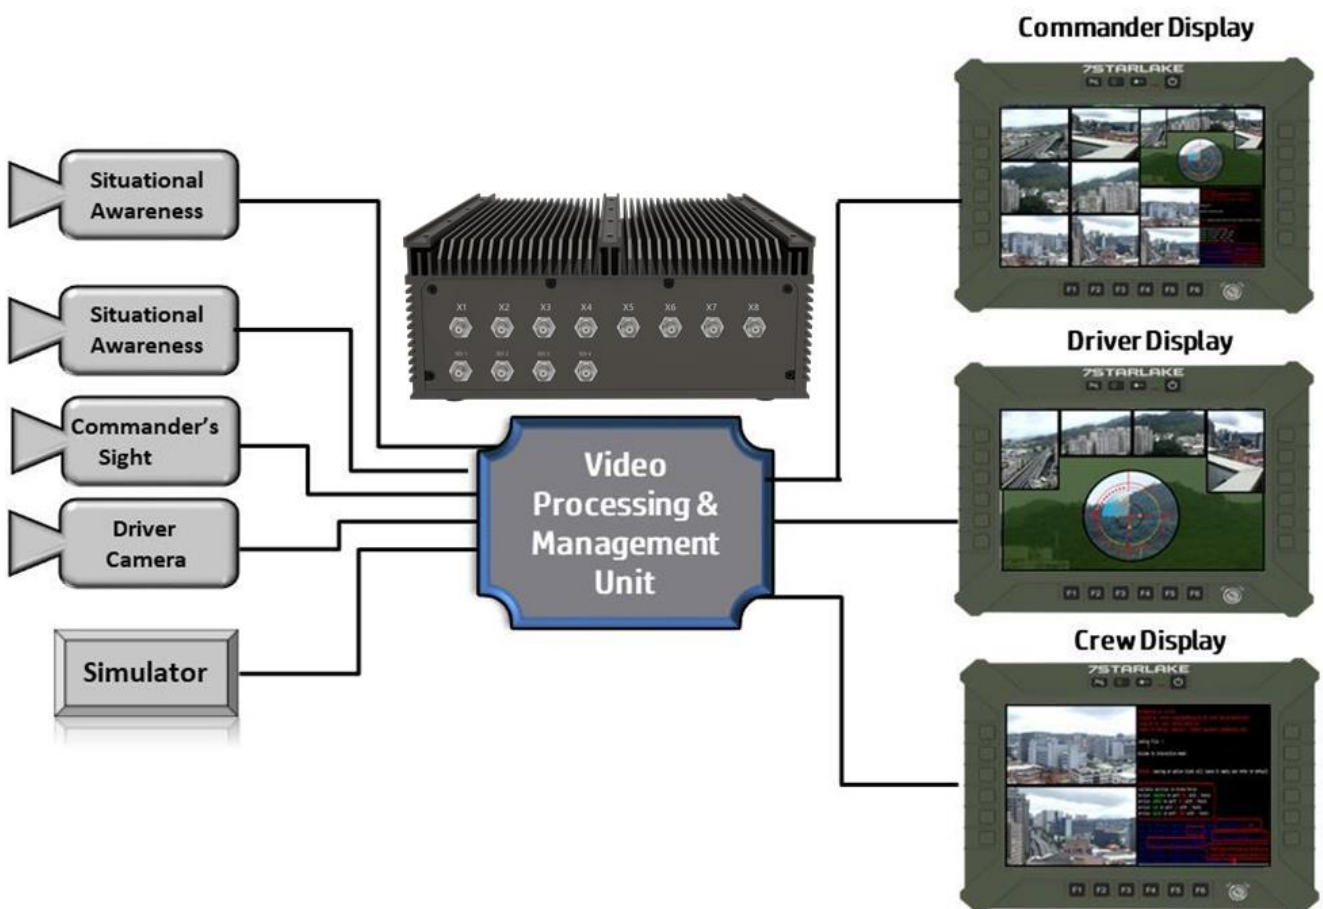 Commander Display
7STARLAKE
F1 F2 F3 F4 F5 F6
Situational
Awareness
Situational
Awareness
Commander's
Sight
Driver
Camera
Simulator
X1 X2 X3 X4 X5 X6 X7 X8
Video
Processing &
Management
Unit
Driver Display
7STARLAKE
F1 F2 F3 F4 F5 F6
Crew Display
7STARLAKE
F1 F2 F3 F4 F5 F6